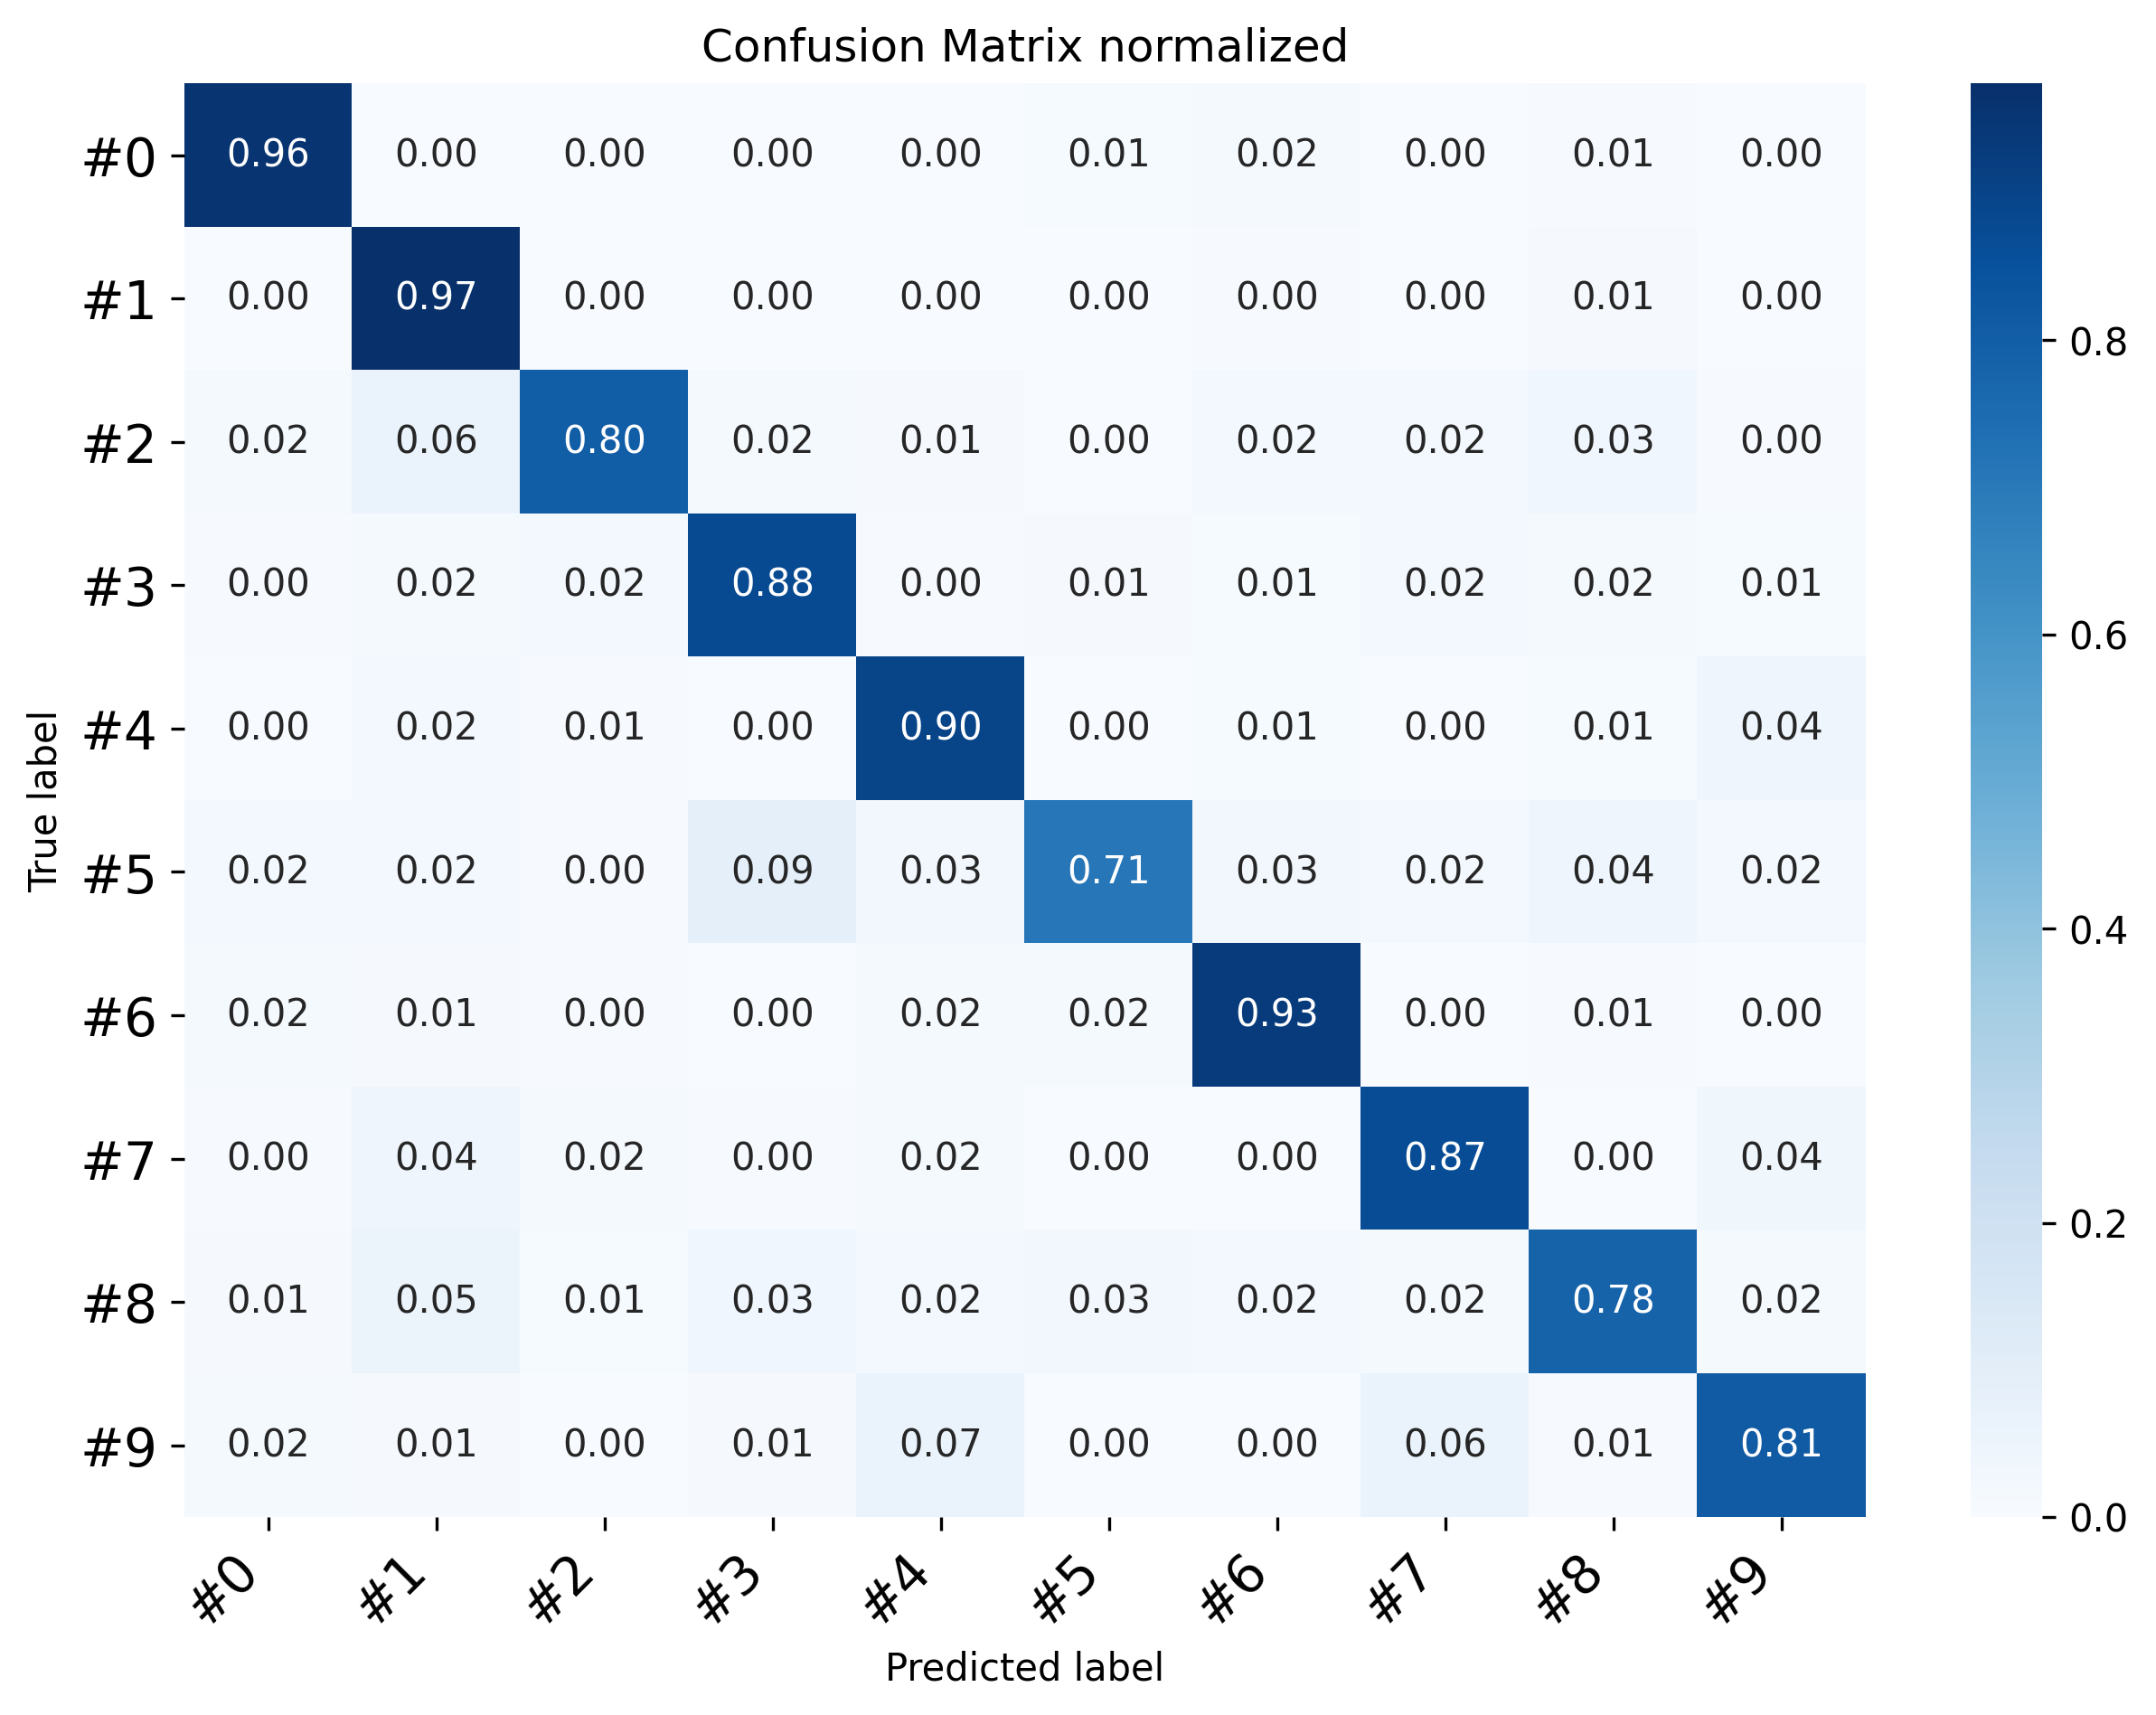 Confusion Matrix normalized
#0 0.96 0.00 0.00 0.00 0.00 0.01 0.02 0.00 0.01 0.00
#1 0.00 0.97 0.00 0.00 0.00 0.00 0.00 0.00 0.01 0.00
#2 0.02 0.06 0.80 0.02 0.01 0.00 0.02 0.02 0.03 0.00
#3 0.00 0.02 0.02 0.88 0.00 0.01 0.01 0.02 0.02 0.01
#4 0.00 0.02 0.01 0.00 0.90 0.00 0.01 0.00 0.01 0.04
#5 0.02 0.02 0.00 0.09 0.03 0.71 0.03 0.02 0.04 0.02
#6 0.02 0.01 0.00 0.00 0.02 0.02 0.93 0.00 0.01 0.00
#7 0.00 0.04 0.02 0.00 0.02 0.00 0.00 0.87 0.00 0.04
#8 0.01 0.05 0.01 0.03 0.02 0.03 0.02 0.02 0.78 0.02
#9 0.02 0.01 0.00 0.01 0.07 0.00 0.00 0.06 0.01 0.81
#0 #1 #2 #3 #4 #5 #6 #7 #8 #9
Predicted label
True label
0.8
0.6
0.4
0.2
0.0